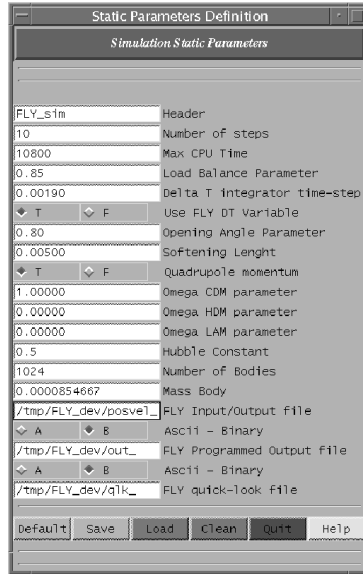 Static Parameters Definition
Simulation Static Parameters
FLY_sim Header
10 Number of steps
10800 Max CPU Time
0.85 Load Balance Parameter
0.00190 Delta T integrator time-step
T F Use FLY DT Variable
0.80 Opening Angle Parameter
0.00500 Softening Lenght
T F Quadrupole momentum
1.00000 Omega CDM parameter
0.00000 Omega HDM parameter
0.00000 Omega LAM parameter
0.5 Hubble Constant
1024 Number of Bodies
0.0000854667 Mass Body
/tmp/FLY_dev/posvel_ FLY Input/Output file
A B Ascii - Binary
/tmp/FLY_dev/out_ FLY Programmed Output file
A B Ascii - Binary
/tmp/FLY_dev/qlk_ FLY quick-look file
Default Save Load Clean Quit Help